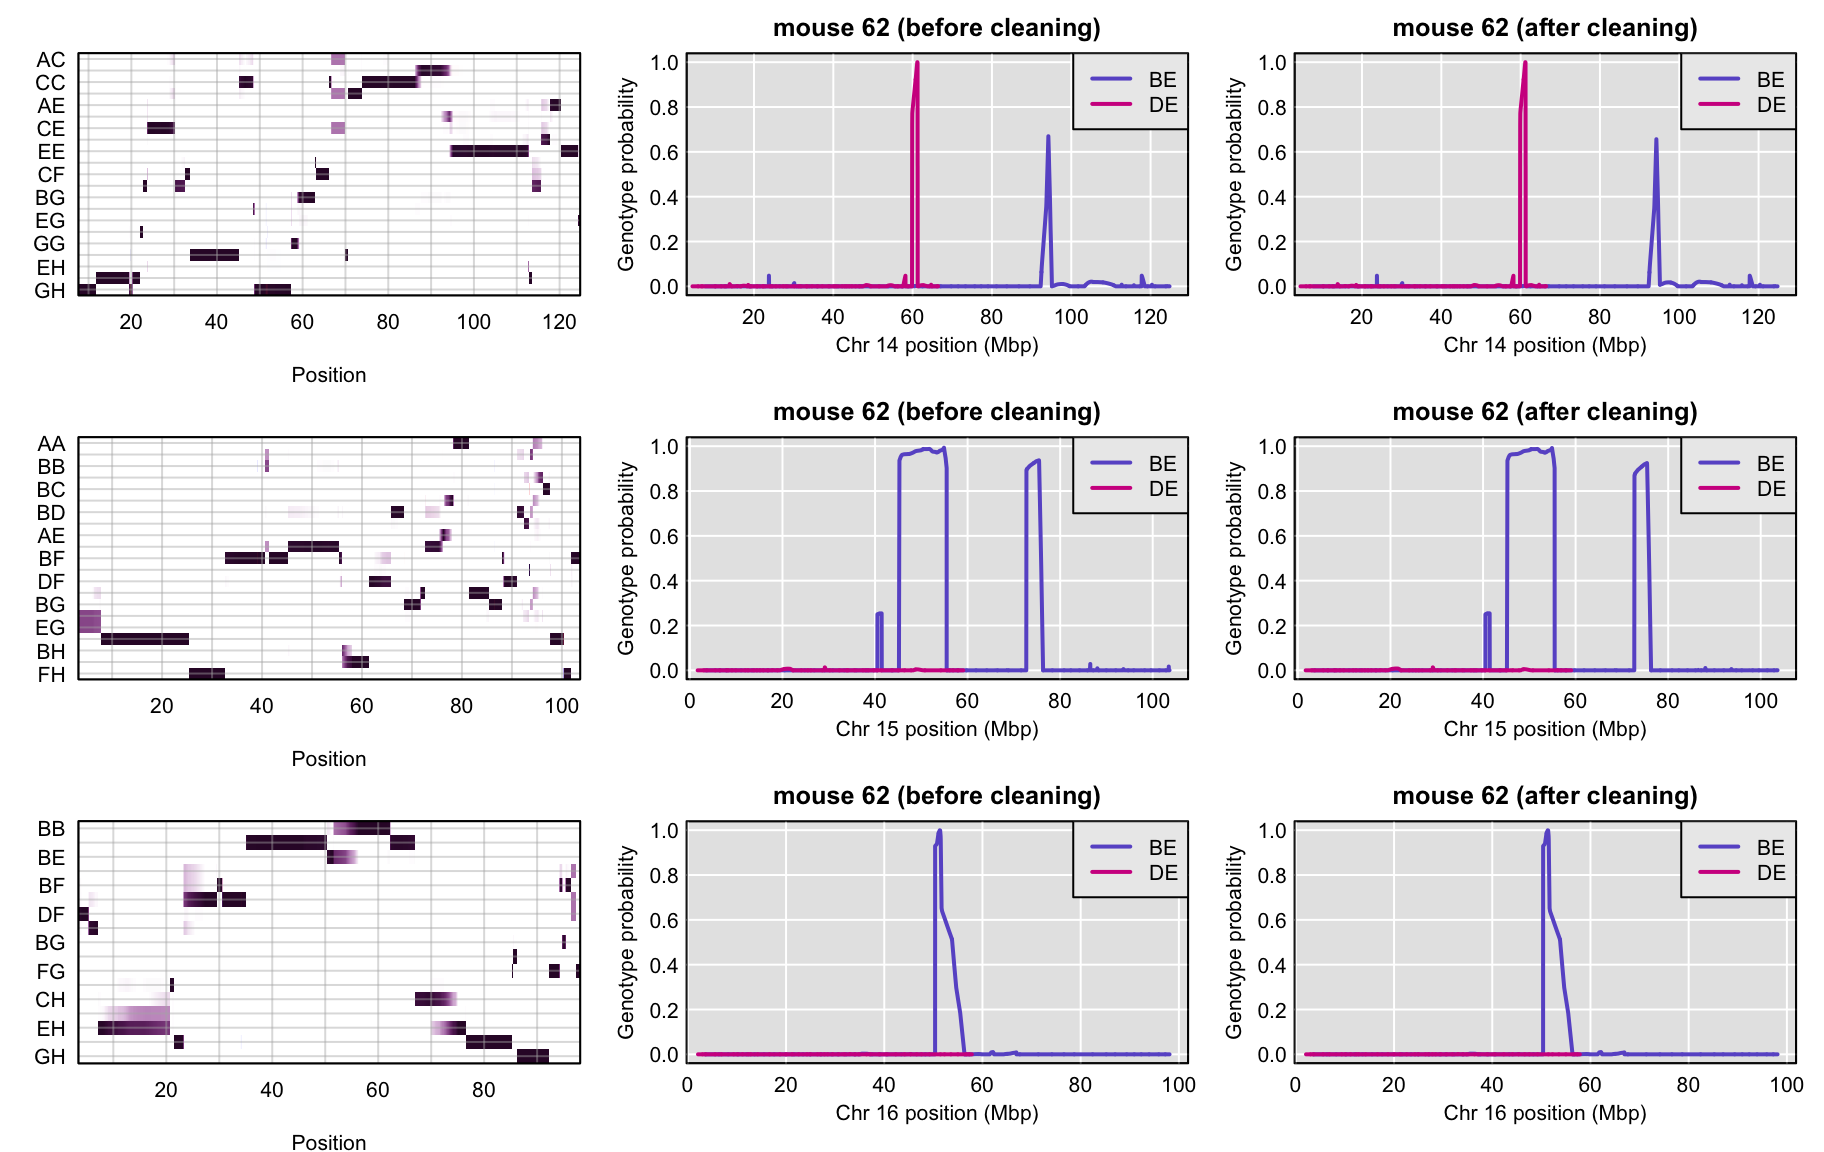 mouse 62 (before cleaning)
mouse 62 (after cleaning)
AC
CC
AE
CE
EE
CF
BG
EG
GG
EH
GH
20 40 60 80 100 120
Position
Genotype probability
1.0
0.8
0.6
0.4
0.2
0.0
BE
DE
20 40 60 80 100 120
Chr 14 position (Mbp)
Genotype probability
1.0
0.8
0.6
0.4
0.2
0.0
BE
DE
20 40 60 80 100 120
Chr 14 position (Mbp)
mouse 62 (before cleaning)
mouse 62 (after cleaning)
AA
BB
BC
BD
AE
BF
DF
BG
EG
BH
FH
20 40 60 80 100
Position
Genotype probability
1.0
0.8
0.6
0.4
0.2
0.0
BE
DE
0 20 40 60 80 100
Chr 15 position (Mbp)
Genotype probability
1.0
0.8
0.6
0.4
0.2
0.0
BE
DE
0 20 40 60 80 100
Chr 15 position (Mbp)
mouse 62 (before cleaning)
mouse 62 (after cleaning)
BB
BE
BF
DF
BG
FG
CH
EH
GH
20 40 60 80
Position
Genotype probability
1.0
0.8
0.6
0.4
0.2
0.0
BE
DE
0 20 40 60 80 100
Chr 16 position (Mbp)
Genotype probability
1.0
0.8
0.6
0.4
0.2
0.0
BE
DE
0 20 40 60 80 100
Chr 16 position (Mbp)